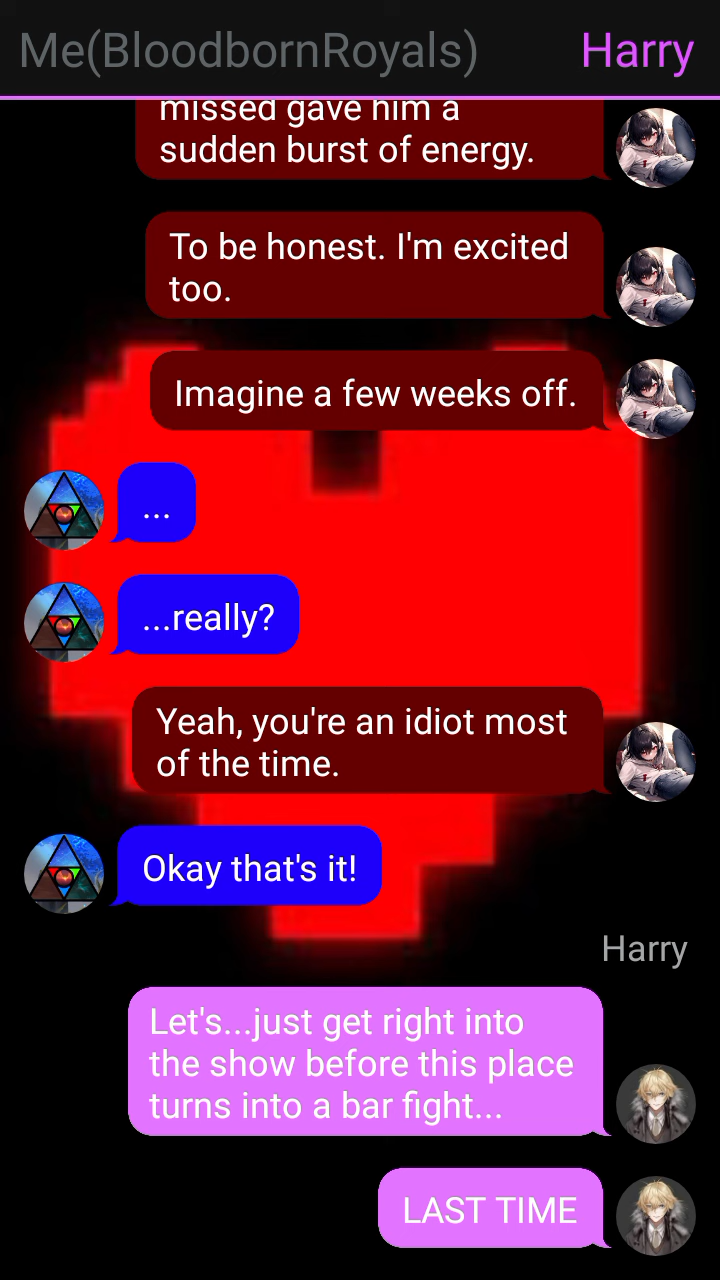 Me(BloodbornRoyals) Harry
missed gave him a
sudden burst of energy.
To be honest. I'm excited
too.
Imagine a few weeks off.
...
...really?
Yeah, you're an idiot most
of the time.
Okay that's it!
Harry
Let's...just get right into
the show before this place
turns into a bar fight...
LAST TIME